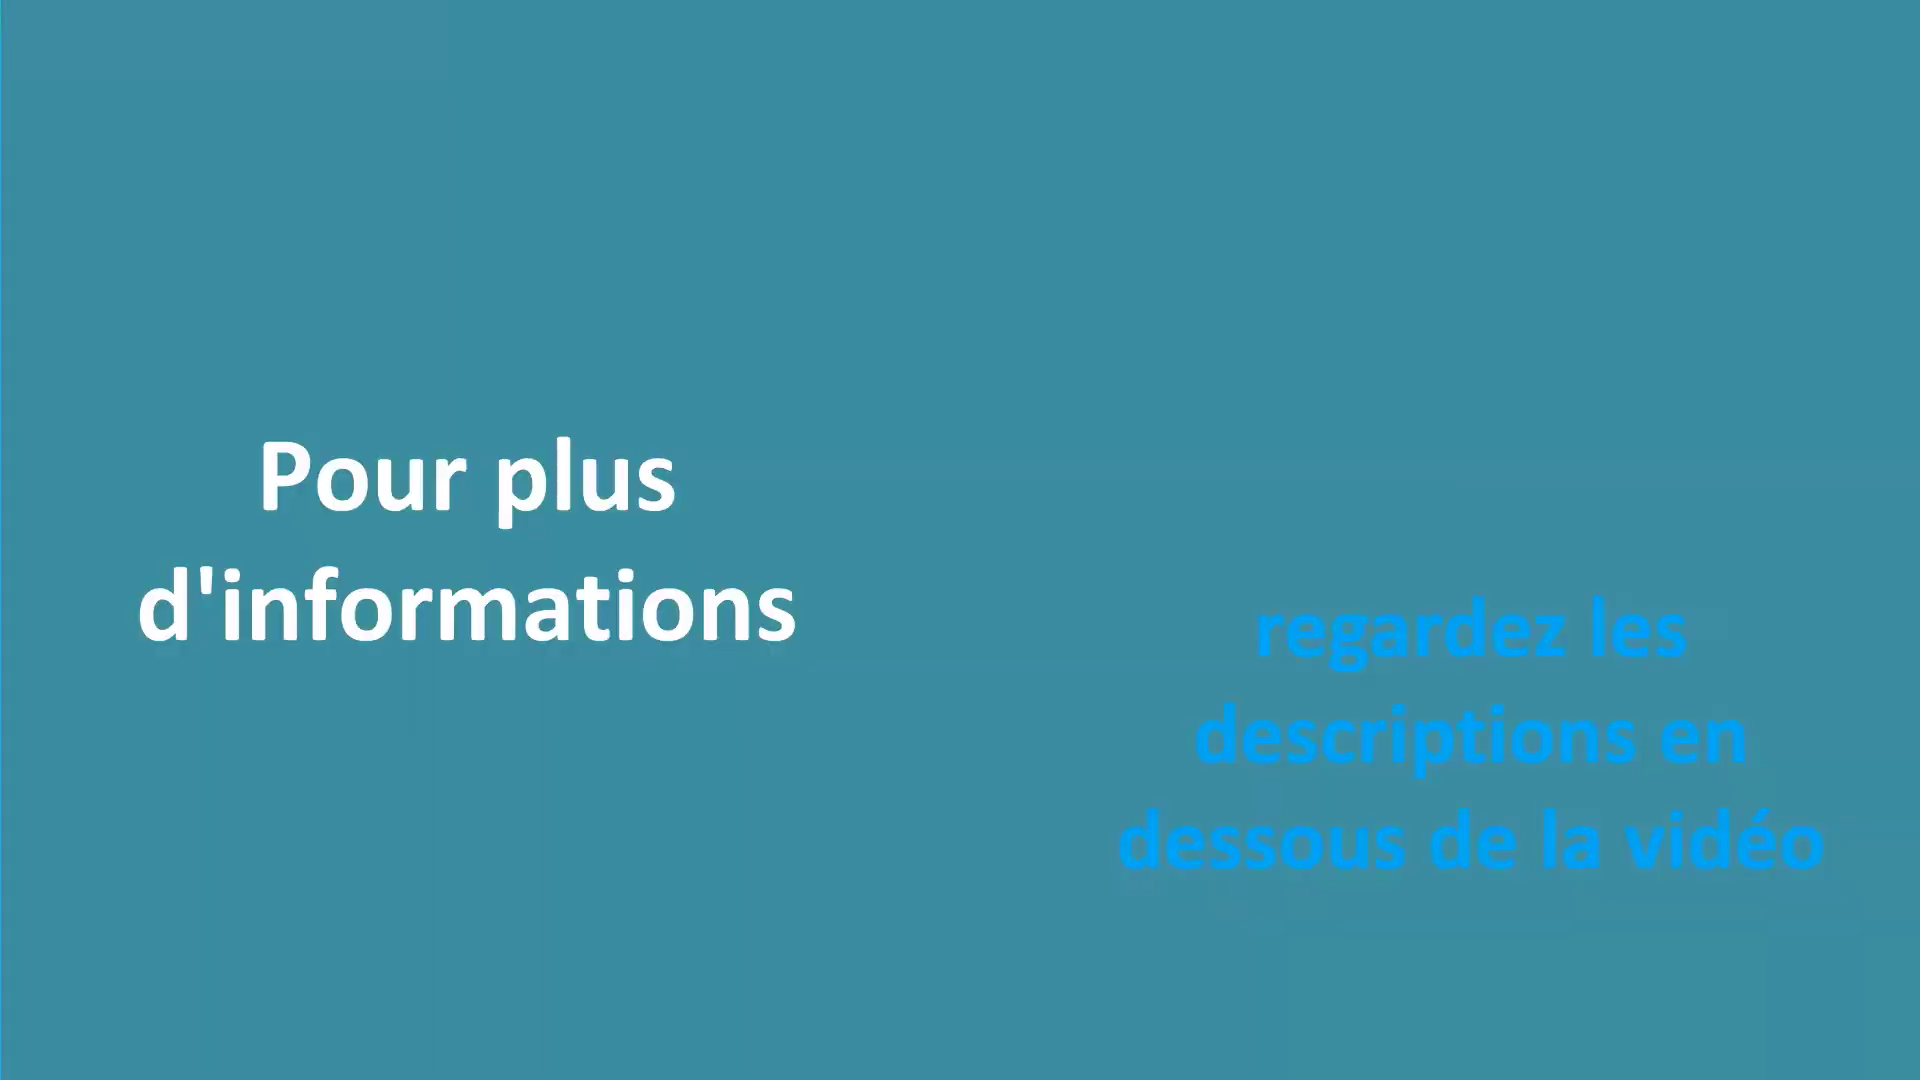 Pour plus
d'informations
regardez les
descriptions en
dessous de la vidéo